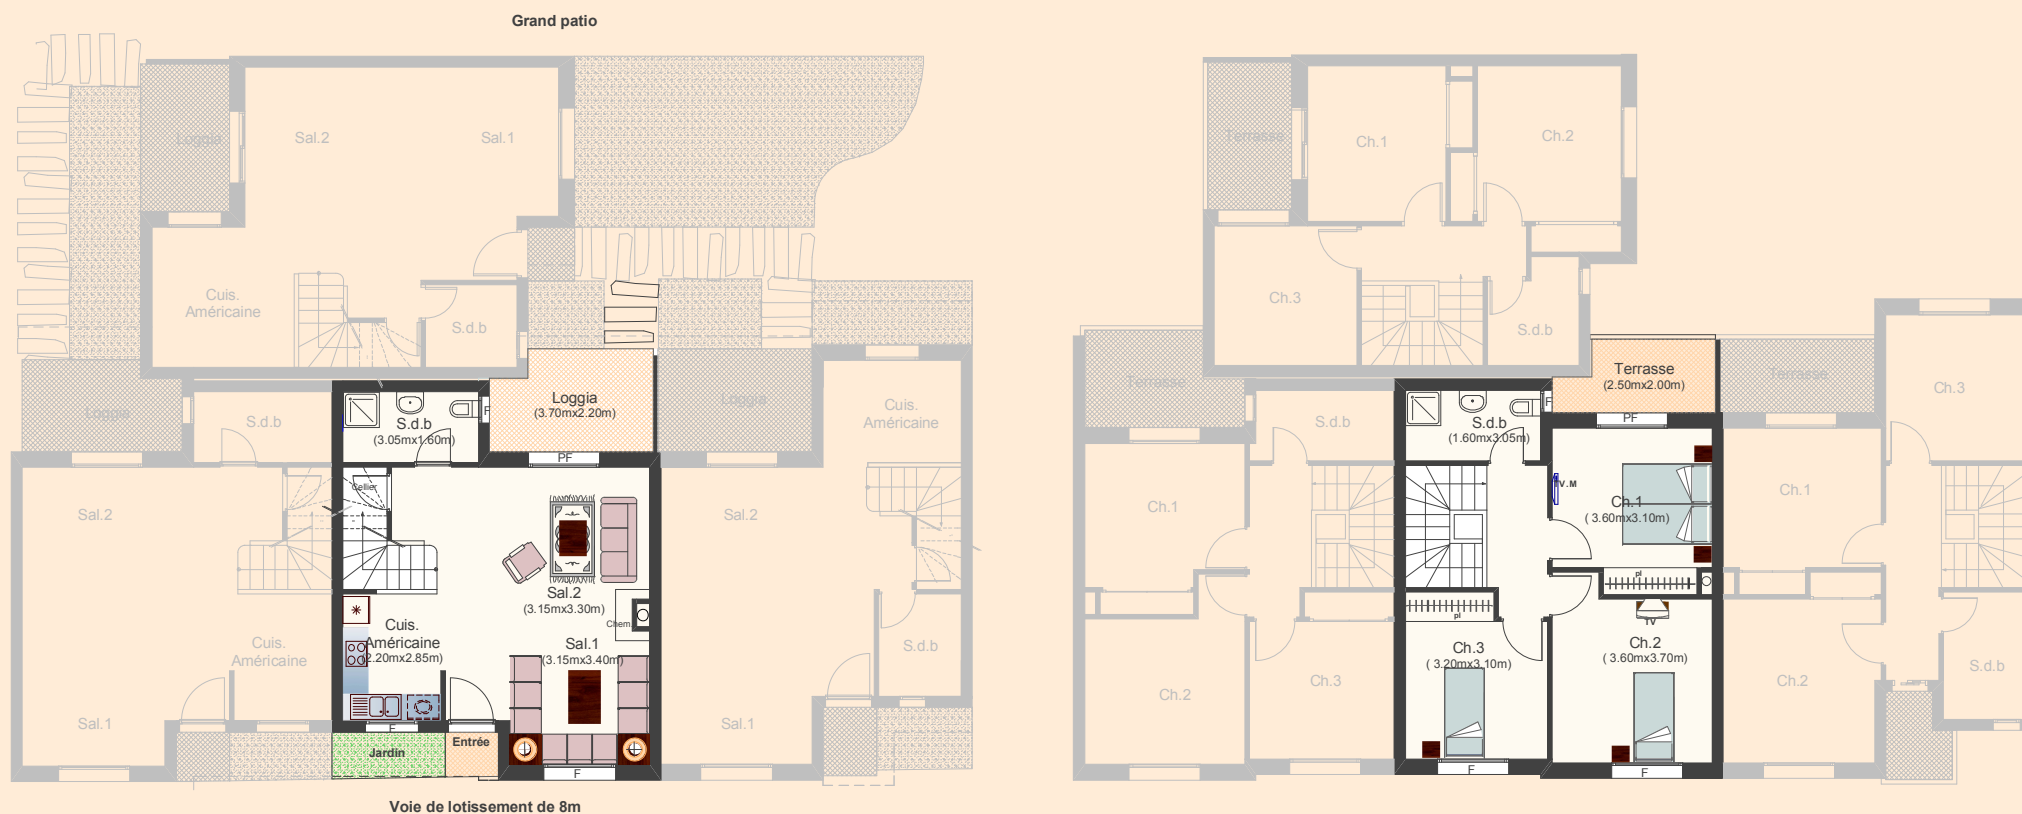 Grand patio
Loggia
Sal.2
Sal.1
Cuis.
Américaine
S.d.b
Loggia
S.d.b
Sal.2
Cuis.
Américaine
Sal.1
S.d.b
(3.05mx1.60m)
F
Loggia
(3.70mx2.20m)
PF
Cellier
Sal.2
(3.15mx3.30m)
Chem.
Cuis.
Américaine
(2.20mx2.85m)
Sal.1
(3.15mx3.40m)
F
Jardin
Entrée
F
Voie de lotissement de 8m
Loggia
Cuis.
Américaine
Sal.2
S.d.b
Sal.1
Terrasse
Ch.1
Ch.2
Ch.3
S.d.b
Terrasse
S.d.b
Ch.1
Ch.2
Ch.3
Terrasse
(2.50mx2.00m)
PF
S.d.b
(1.60mx3.05m)
F
TV.M
Ch.1
( 3.60mx3.10m)
pl
pl
TV
Ch.3
( 3.20mx3.10m)
Ch.2
( 3.60mx3.70m)
F
F
Terrasse
Ch.3
Ch.1
Ch.2
S.d.b